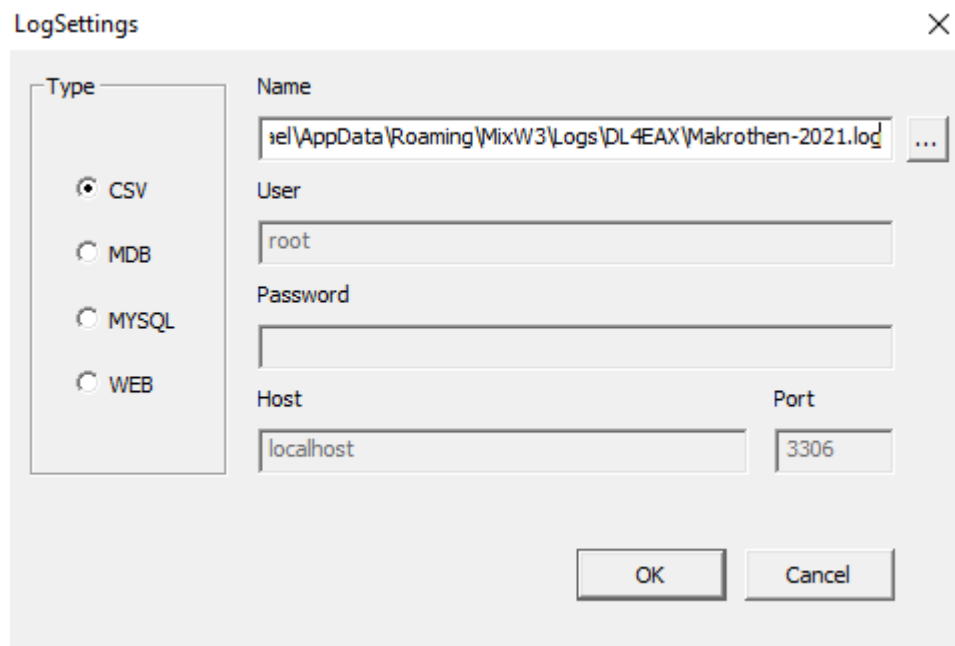 LogSettings
Type
CSV
MDB
MYSQL
WEB
Name
ael\AppData\Roaming\MixW3\Logs\DL4EAX\Makrothen-2021.log
...
User
root
Password
Host
localhost
Port
3306
OK
Cancel